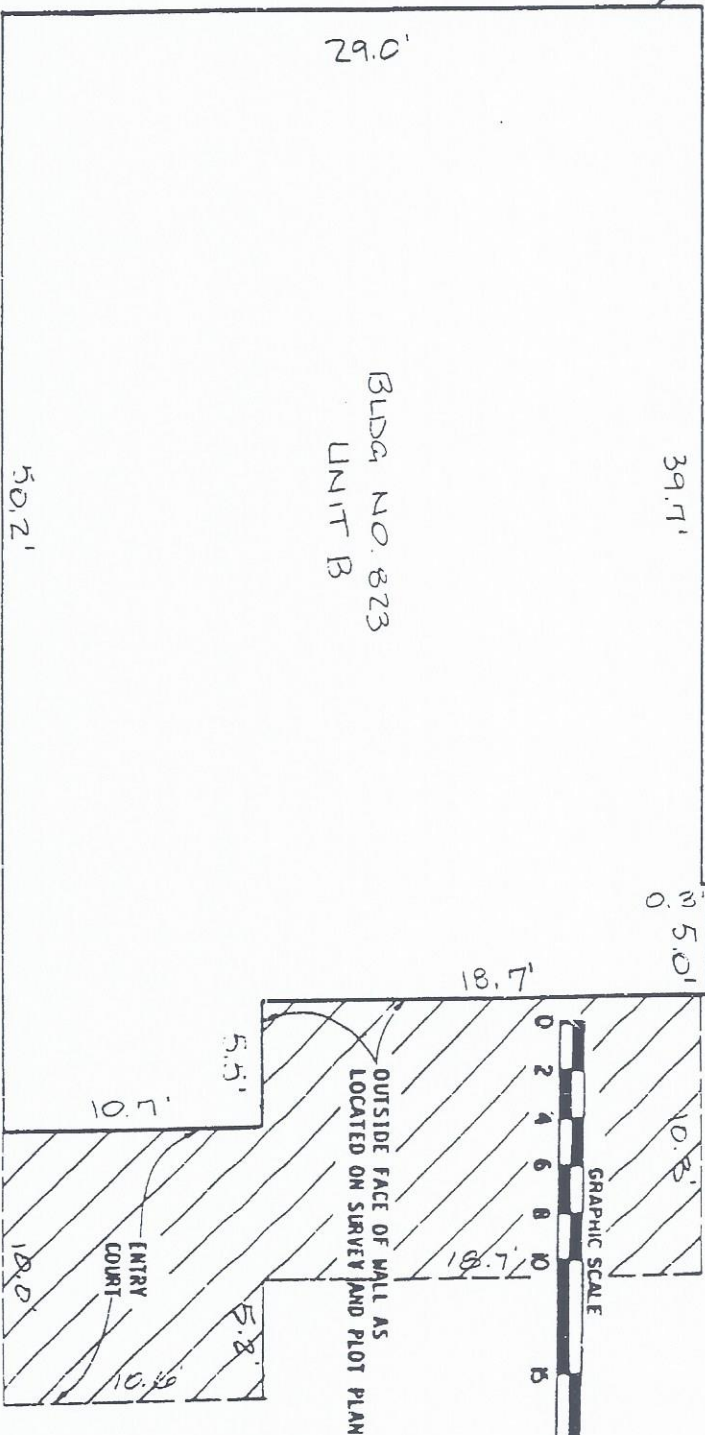 29.0'
39.7'
BLDG NO. 823
UNIT B
50.2'
0.3'
5.0'
18.7'
5.5'
10.7'
OUTSIDE FACE OF WALL AS
LOCATED ON SURVEY AND PLOT PLAN
GRAPHIC SCALE
0 2 4 6 8 10 15
10.8'
18.7'
ENTRY
COURT
10.0'
5.8'
10.6'